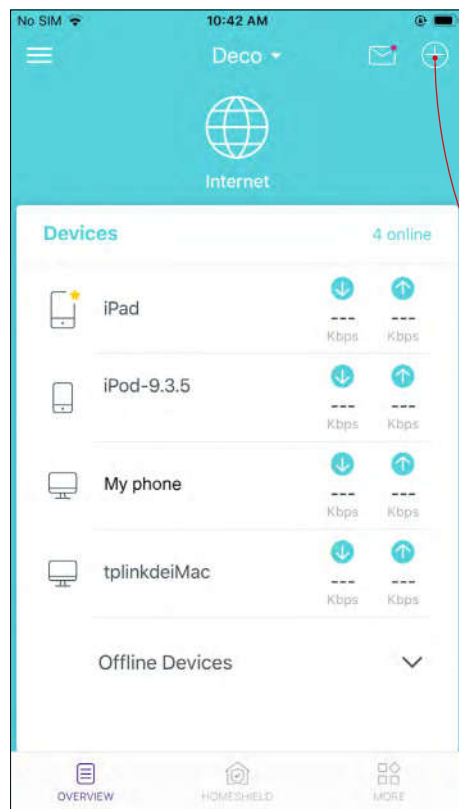 No SIM 10:42 AM
Deco
Internet
Devices 4 online
iPad
--- ---
Kbps Kbps
iPod-9.3.5
--- ---
Kbps Kbps
My phone
--- ---
Kbps Kbps
tplinkdeiMac
--- ---
Kbps Kbps
Offline Devices
OVERVIEW HOMESHIELD MORE